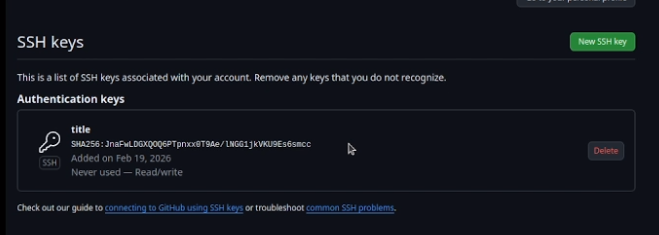 SSH keys
New SSH key
This is a list of SSH keys associated with your account. Remove any keys that you do not recognize.
Authentication keys
title
SHA256:JnaFwLDGXQOQ6PTpnxx0T9Ae/lNGG1jkVKU9Es6smcc
SSH
Added on Feb 19, 2026
Never used — Read/write
Delete
Check out our guide to connecting to GitHub using SSH keys or troubleshoot common SSH problems.